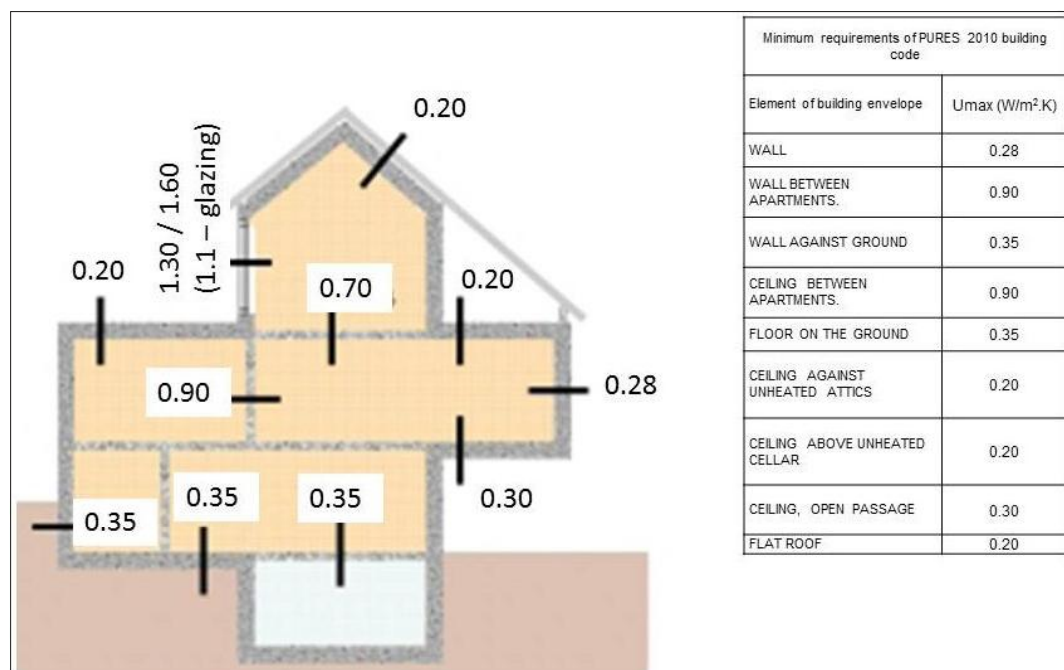 0.20
1.30 / 1.60
(1.1 – glazing)
0.20
0.70
0.20
0.90
0.28
0.35
0.35
0.35
0.30
Minimum requirements of PURES 2010 building
code
Element of building envelope Umax (W/m².K)
WALL 0.28
WALL BETWEEN
APARTMENTS. 0.90
WALL AGAINST GROUND 0.35
CEILING BETWEEN
APARTMENTS. 0.90
FLOOR ON THE GROUND 0.35
CEILING AGAINST
UNHEATED ATTICS 0.20
CEILING ABOVE UNHEATED
CELLAR 0.20
CEILING, OPEN PASSAGE 0.30
FLAT ROOF 0.20